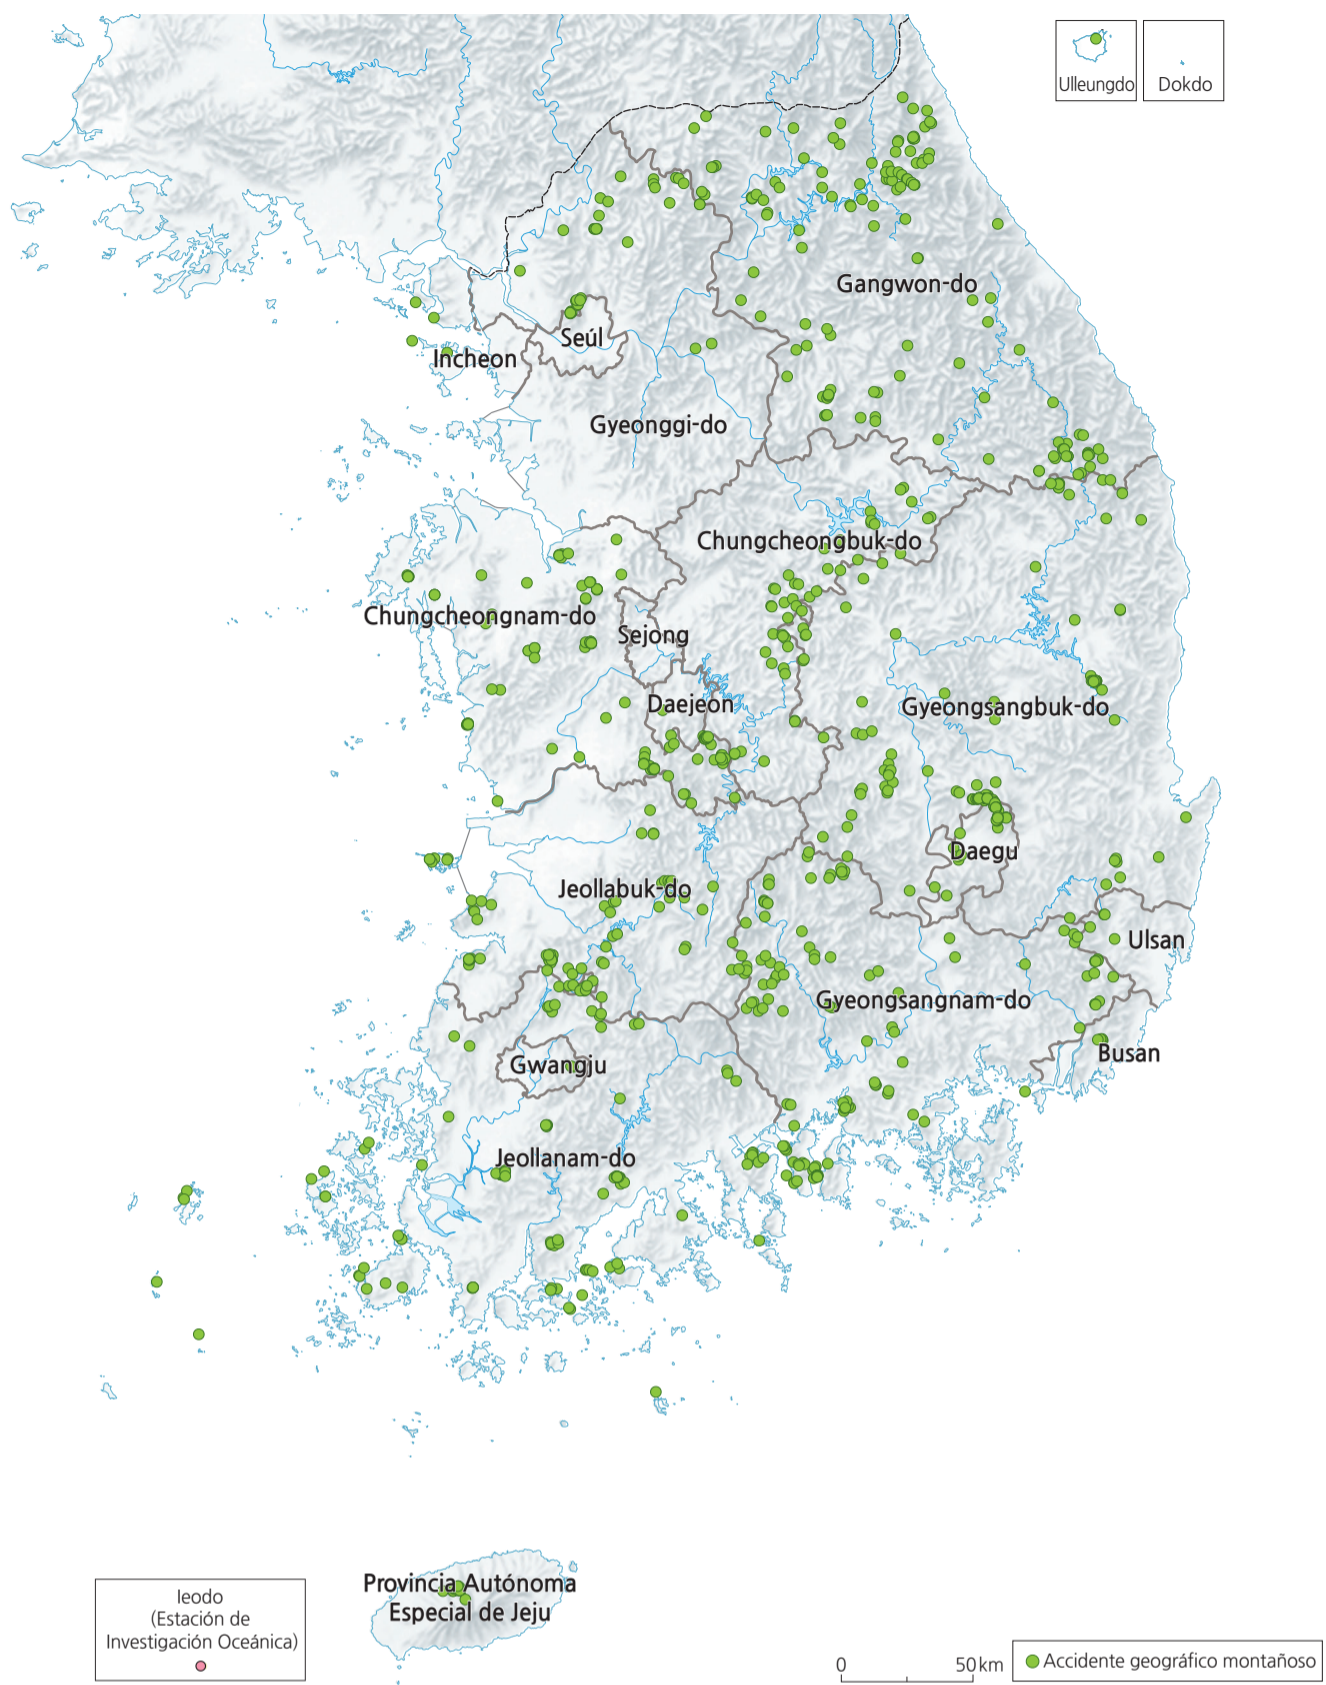 Ulleungdo
Dokdo
Gangwon-do
Seúl
Incheon
Gyeonggi-do
Chungcheongbuk-do
Chungcheongnam-do
Sejong
Daejeon
Gyeongsangbuk-do
Daegu
Jeollabuk-do
Ulsan
Gyeongsangnam-do
Busan
Gwangju
Jeollanam-do
Provincia Autónoma
Especial de Jeju
Ieodo
(Estación de
Investigación Oceánica)
0 50 km
Accidente geográfico montañoso